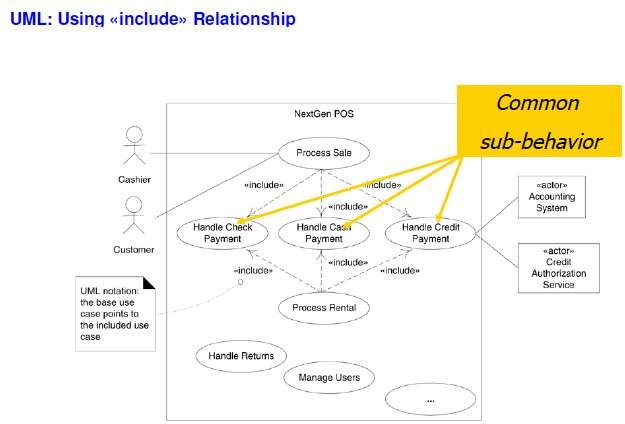 UML: Using «include» Relationship
Common
sub-behavior
NextGen POS
Process Sale
Cashier
«include»
«include»
«include»
«actor»
Accounting
System
Customer
Handle Check
Payment
Handle Cash
Payment
Handle Credit
Payment
«actor»
Credit
Authorization
Service
«include»
«include»
«include»
UML notation:
the base use
case points to
the included use
case
Process Rental
Handle Returns
Manage Users
...